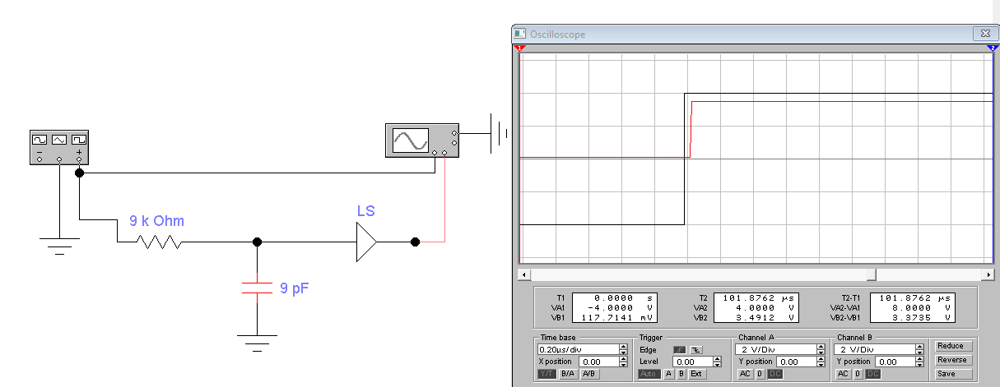 Oscilloscope
1
2
LS
9 k Ohm
9 pF
- +
T1 0.0000 s
VA1 -4.0000 V
VB1 117.7141 mV
T2 101.8762 µs
VA2 4.0000 V
VB2 3.4912 V
T2-T1 101.8762 µs
VA2-VA1 8.0000 V
VB2-VB1 3.3735 V
Time base
0.20µs/div
X position 0.00
Y/T B/A A/B
Trigger
Edge
Level 0.00
Auto A B Ext
Channel A
2 V/Div
Y position 0.00
AC 0 DC
Channel B
2 V/Div
Y position 0.00
AC 0 DC
Reduce
Reverse
Save